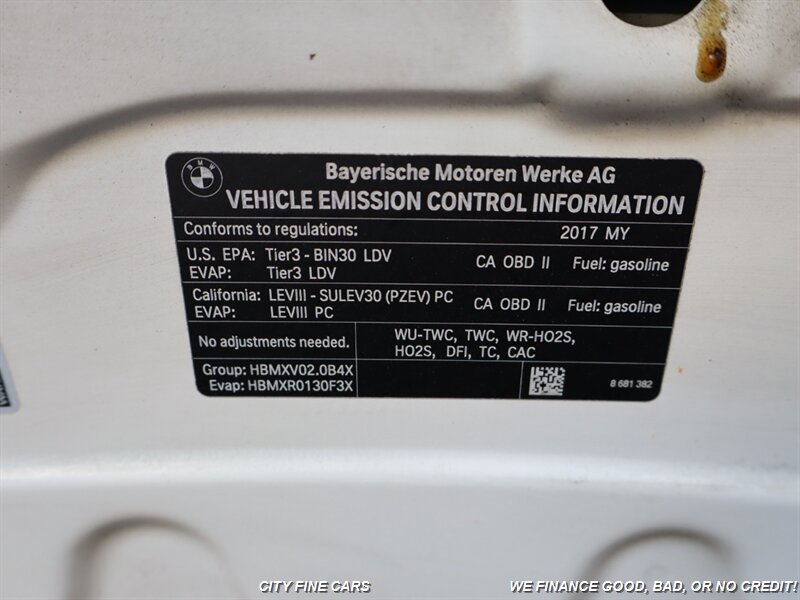 BMW
Bayerische Motoren Werke AG
VEHICLE EMISSION CONTROL INFORMATION
Conforms to regulations: 2017 MY
U.S. EPA: Tier3 - BIN30 LDV CA OBD II Fuel: gasoline
EVAP: Tier3 LDV
California: LEVIII - SULEV30 (PZEV) PC CA OBD II Fuel: gasoline
EVAP: LEVIII PC
No adjustments needed.
WU-TWC, TWC, WR-HO2S,
HO2S, DFI, TC, CAC
Group: HBMXV02.0B4X
Evap: HBMXR0130F3X
8 681 382
CITY FINE CARS
WE FINANCE GOOD, BAD, OR NO CREDIT!